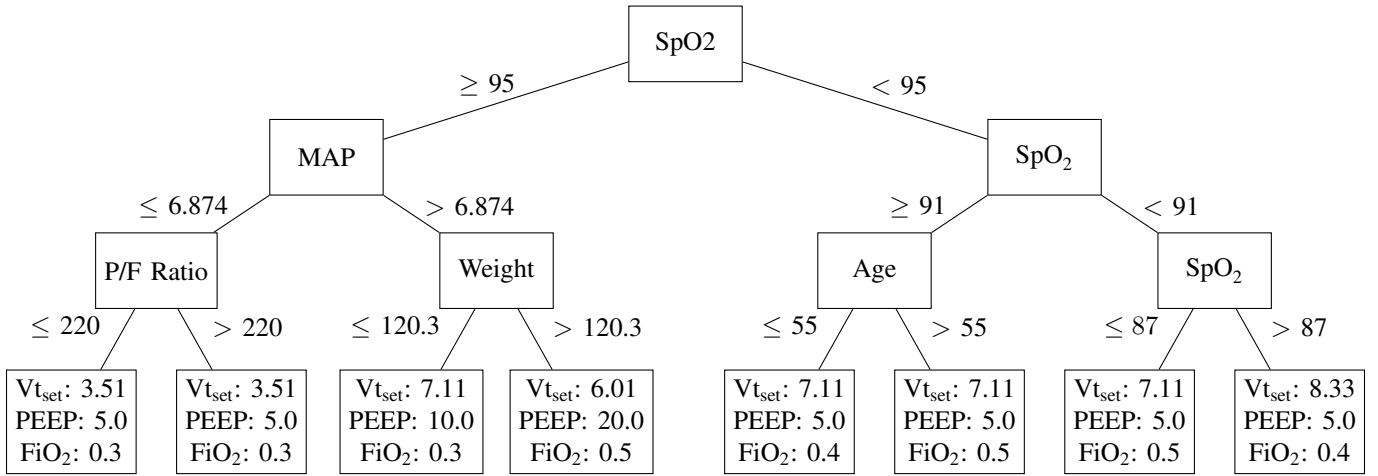 SpO2
≥ 95
< 95
MAP
SpO₂
≤ 6.874
> 6.874
≥ 91
< 91
P/F Ratio
Weight
Age
SpO₂
≤ 220
> 220
≤ 120.3
> 120.3
≤ 55
> 55
≤ 87
> 87
Vtₛₑₜ: 3.51
PEEP: 5.0
FiO₂: 0.3
Vtₛₑₜ: 3.51
PEEP: 5.0
FiO₂: 0.3
Vtₛₑₜ: 7.11
PEEP: 10.0
FiO₂: 0.3
Vtₛₑₜ: 6.01
PEEP: 20.0
FiO₂: 0.5
Vtₛₑₜ: 7.11
PEEP: 5.0
FiO₂: 0.4
Vtₛₑₜ: 7.11
PEEP: 5.0
FiO₂: 0.5
Vtₛₑₜ: 7.11
PEEP: 5.0
FiO₂: 0.5
Vtₛₑₜ: 8.33
PEEP: 5.0
FiO₂: 0.4